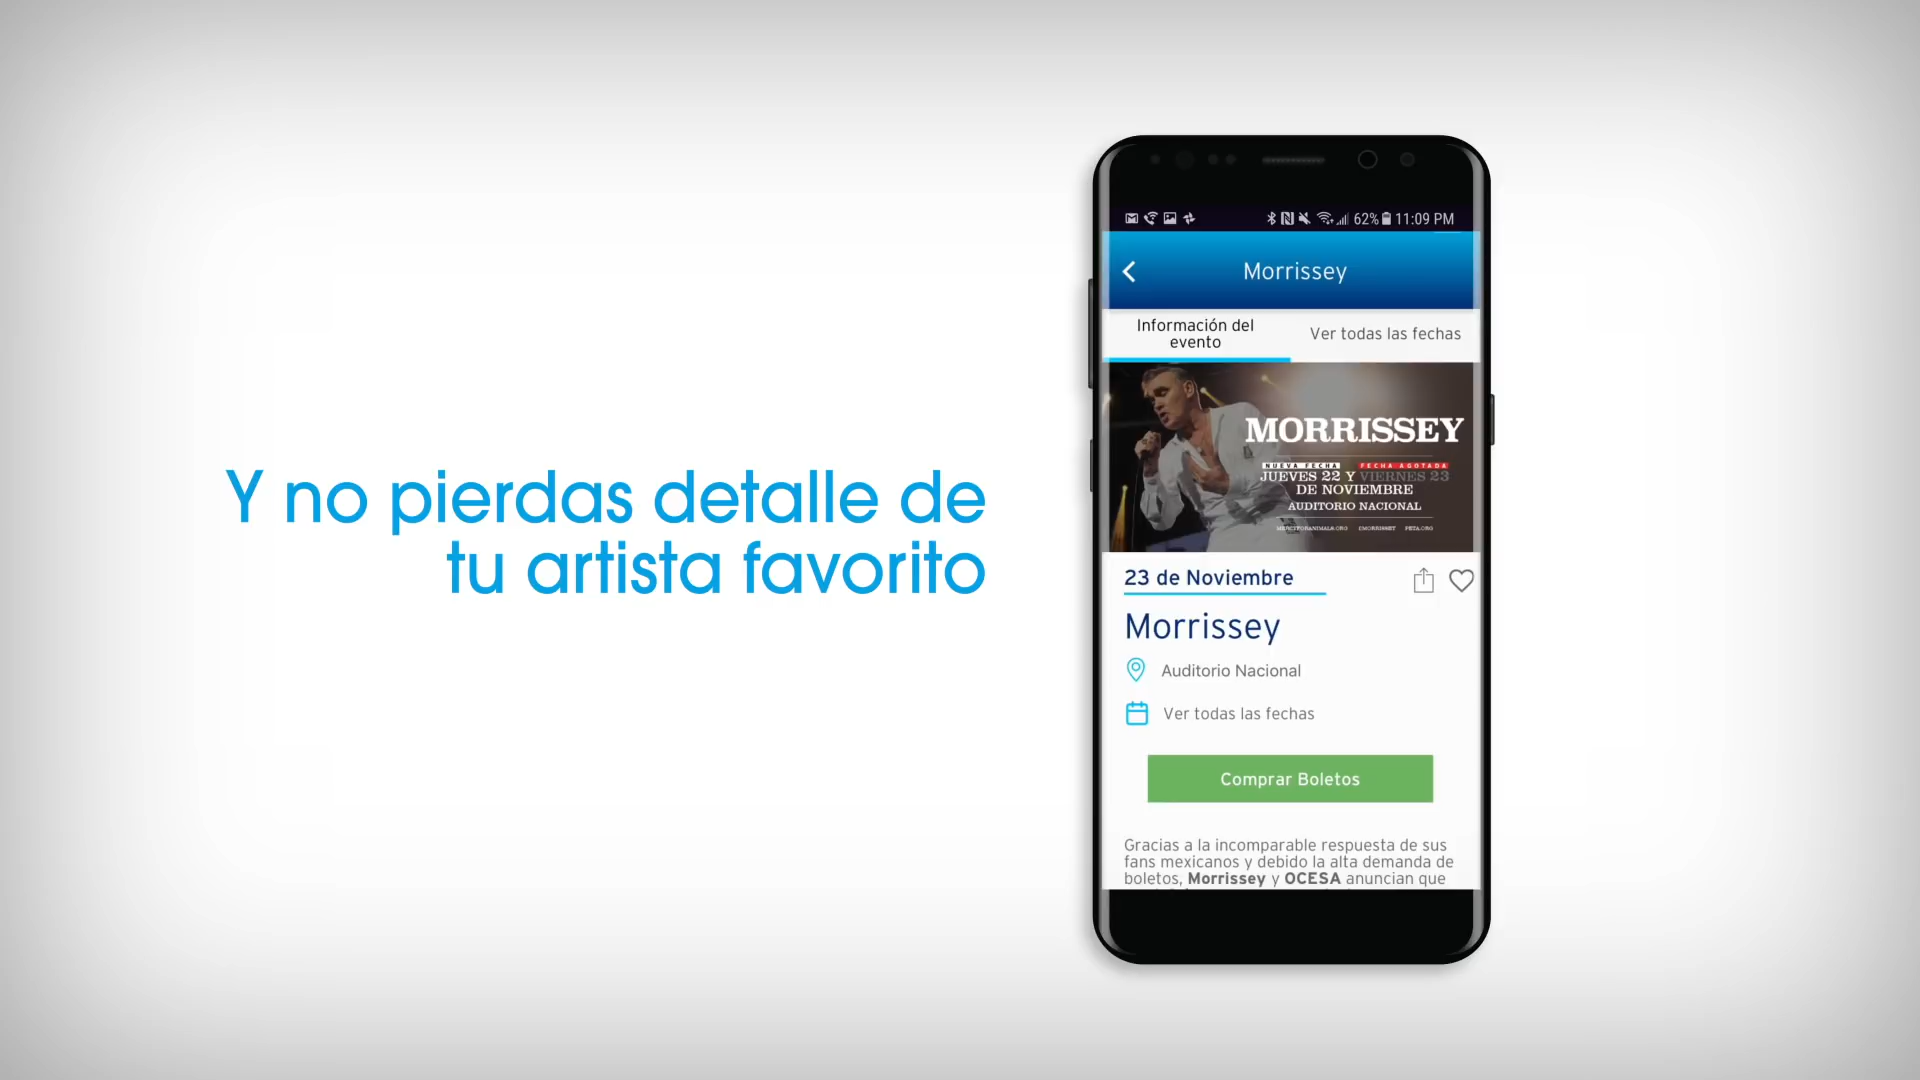 Y no pierdas detalle de
tu artista favorito
62% 11:09 PM
Morrissey
Información del
evento
Ver todas las fechas
MORRISSEY
NUEVA FECHA FECHA AGOTADA
JUEVES 22 Y VIERNES 23
DE NOVIEMBRE
AUDITORIO NACIONAL
PETA.ORG
23 de Noviembre
Morrissey
Auditorio Nacional
Ver todas las fechas
Comprar Boletos
Gracias a la incomparable respuesta de sus
fans mexicanos y debido la alta demanda de
boletos, Morrissey y OCESA anuncian que